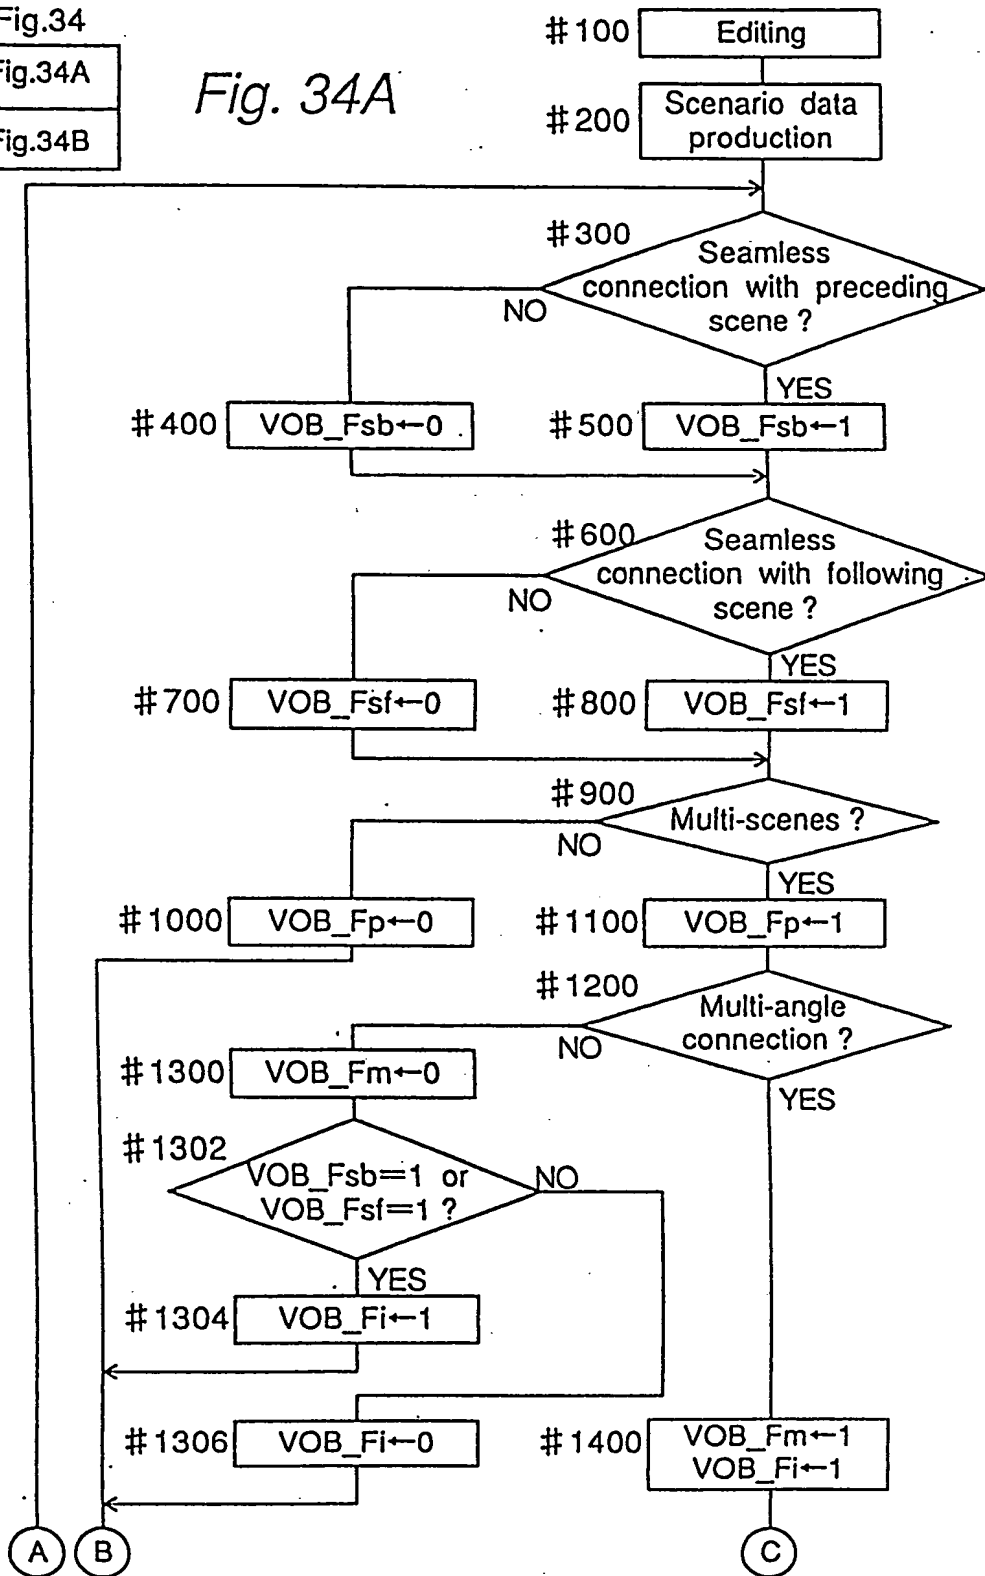 Fig.34
Fig.34A
Fig.34B
Fig. 34A
#100
Editing
#200
Scenario data
production
#300
Seamless
connection with preceding
scene ?
NO
YES
#400
VOB_Fsb←0
#500
VOB_Fsb←1
#600
Seamless
connection with following
scene ?
NO
YES
#700
VOB_Fsf←0
#800
VOB_Fsf←1
#900
Multi-scenes ?
NO
YES
#1000
VOB_Fp←0
#1100
VOB_Fp←1
#1200
Multi-angle
connection ?
NO
YES
#1300
VOB_Fm←0
#1302
VOB_Fsb=1 or
VOB_Fsf=1 ?
NO
YES
#1304
VOB_Fi←1
#1306
VOB_Fi←0
#1400
VOB_Fm←1
VOB_Fi←1
A
B
C